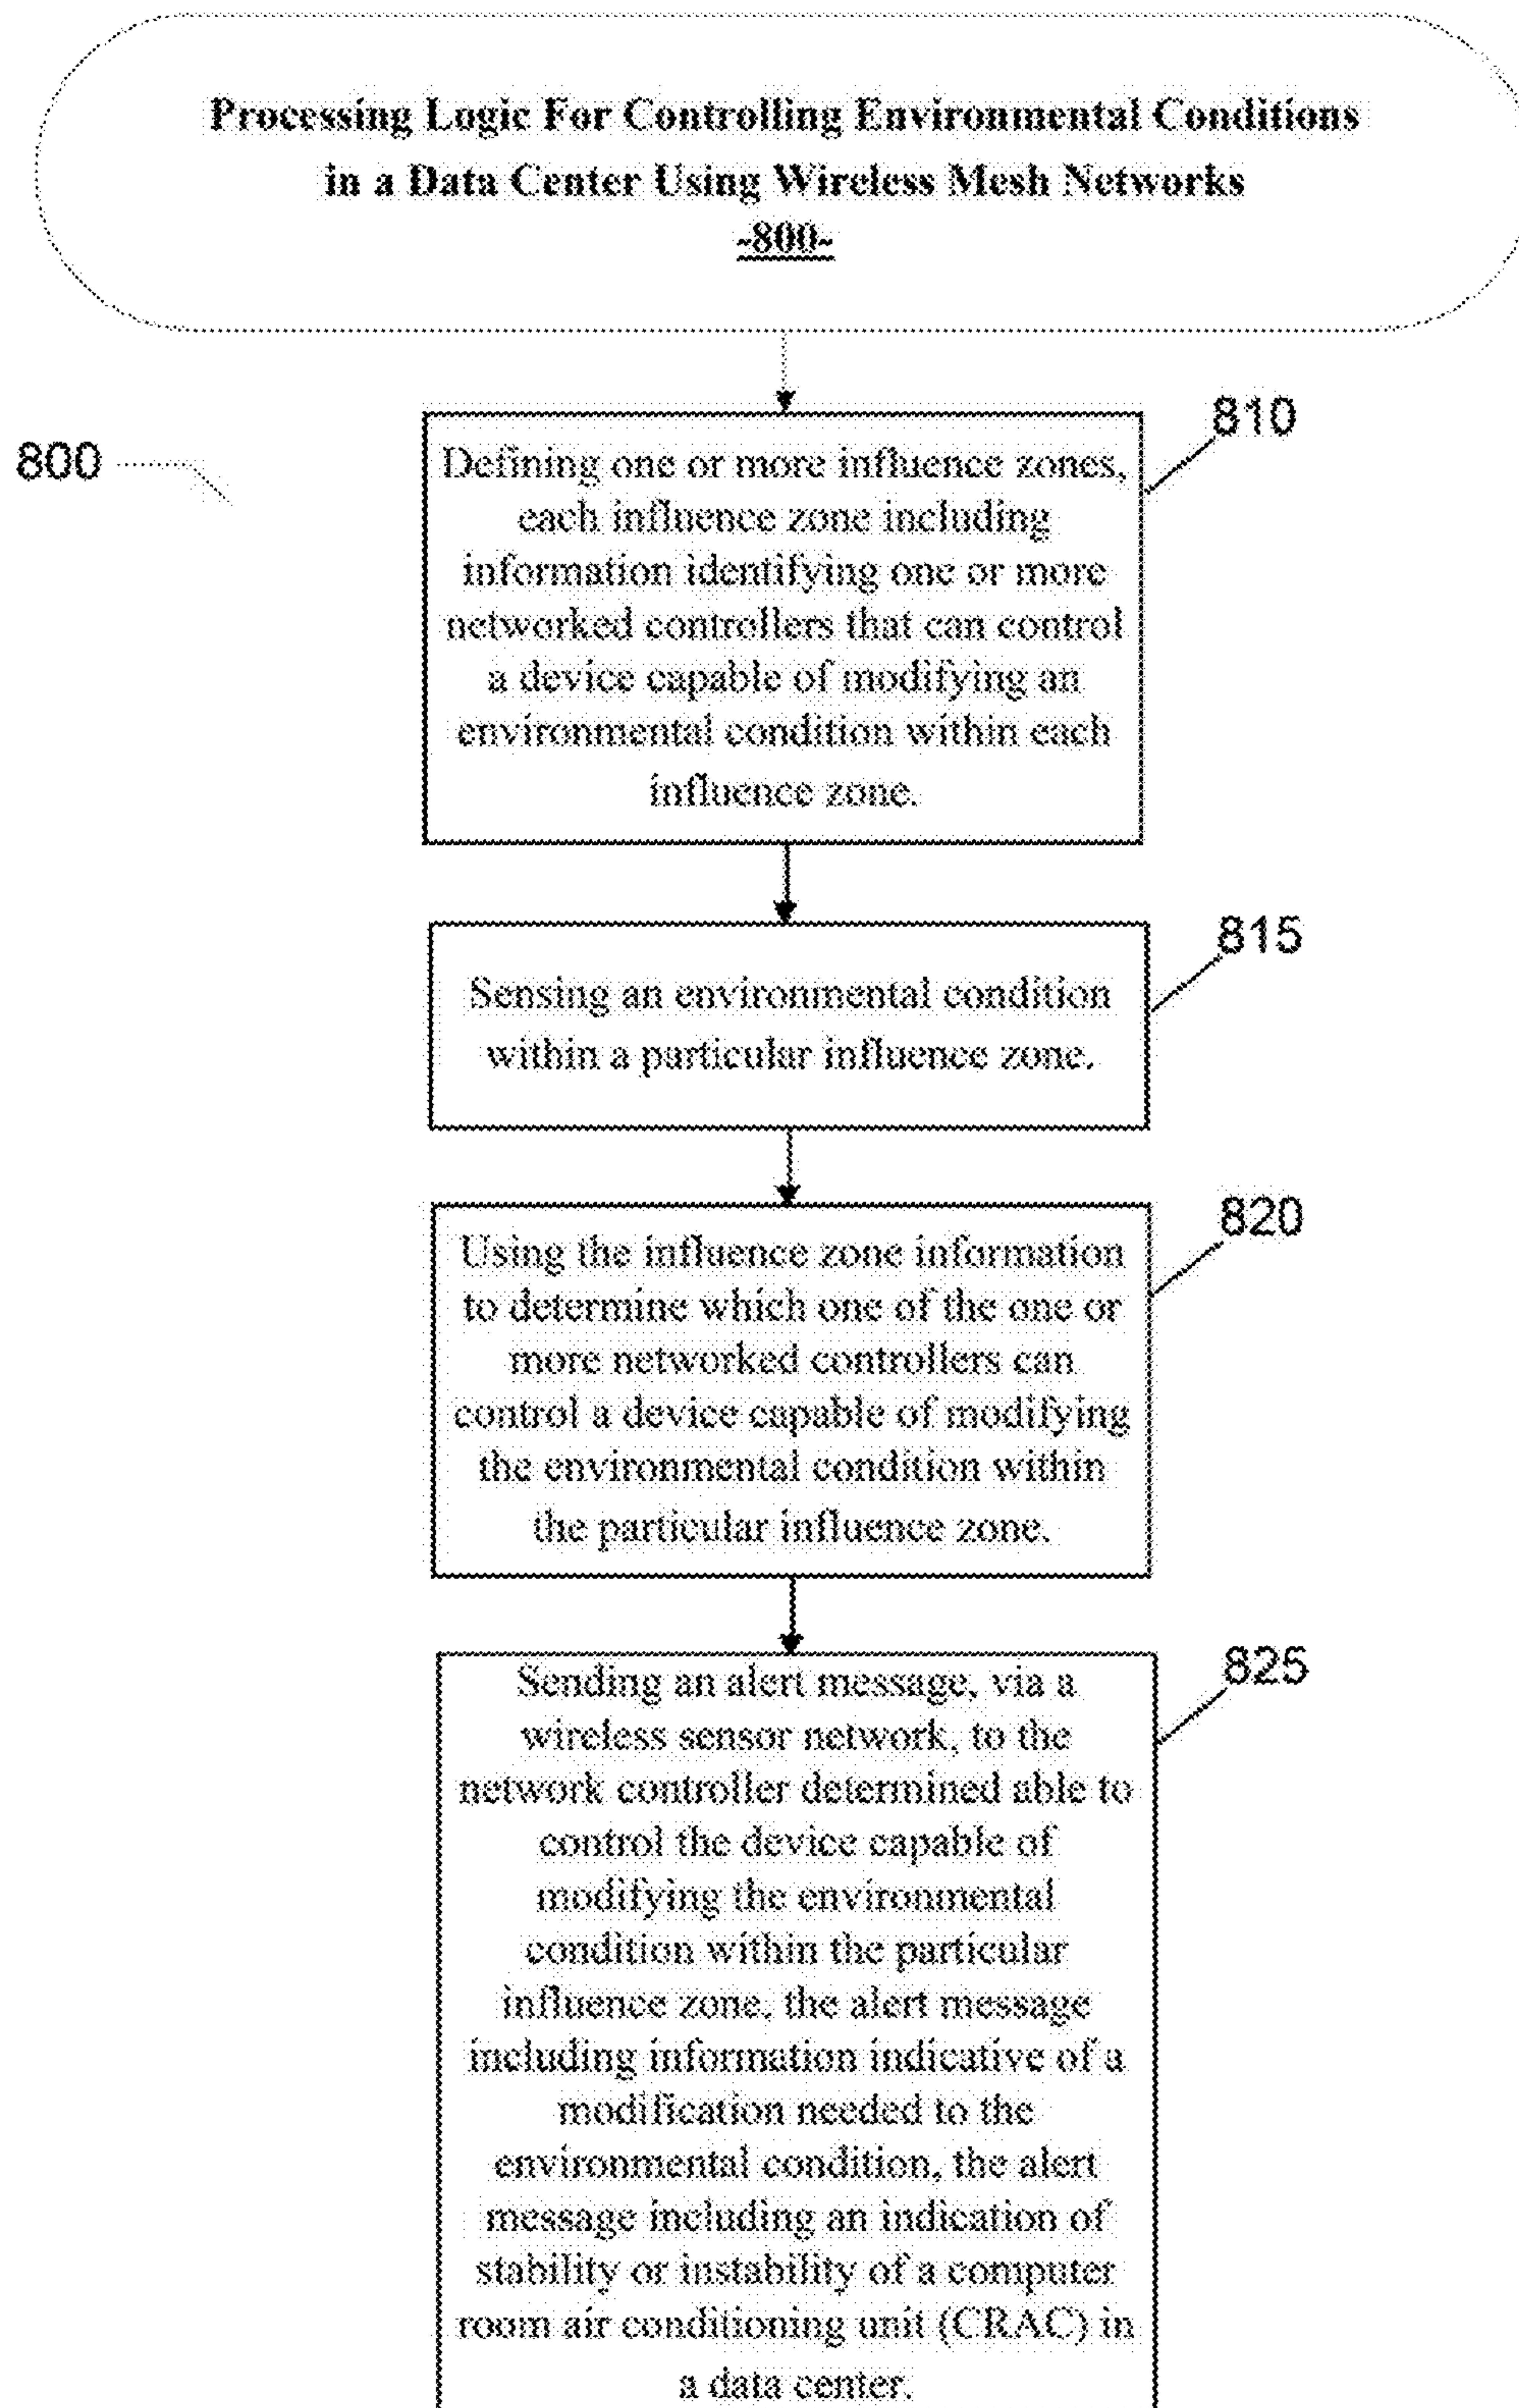 Processing Logic For Controlling Environmental Conditions
in a Data Center Using Wireless Mesh Networks
-800-
800
810
Defining one or more influence zones,
each influence zone including
information identifying one or more
networked controllers that can control
a device capable of modifying an
environmental condition within each
influence zone.
815
Sensing an environmental condition
within a particular influence zone.
820
Using the influence zone information
to determine which one of the one or
more networked controllers can
control a device capable of modifying
the environmental condition within
the particular influence zone.
825
Sending an alert message, via a
wireless sensor network, to the
network controller determined able to
control the device capable of
modifying the environmental
condition within the particular
influence zone, the alert message
including information indicative of a
modification needed to the
environmental condition, the alert
message including an indication of
stability or instability of a computer
room air conditioning unit (CRAC) in
a data center.